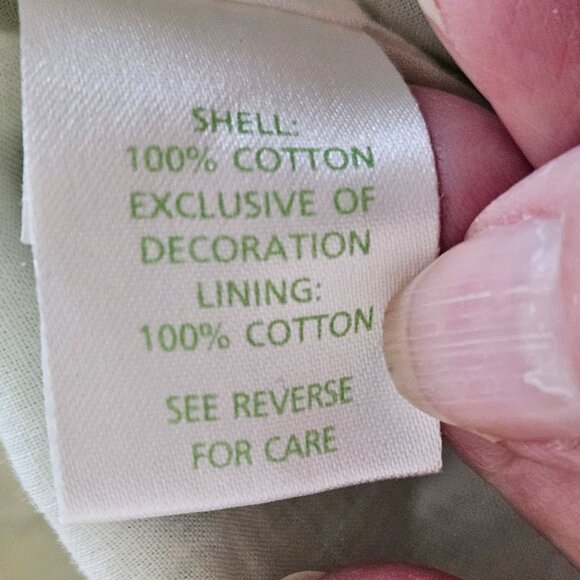 SHELL:
100% COTTON
EXCLUSIVE OF
DECORATION
LINING:
100% COTTON
SEE REVERSE
FOR CARE